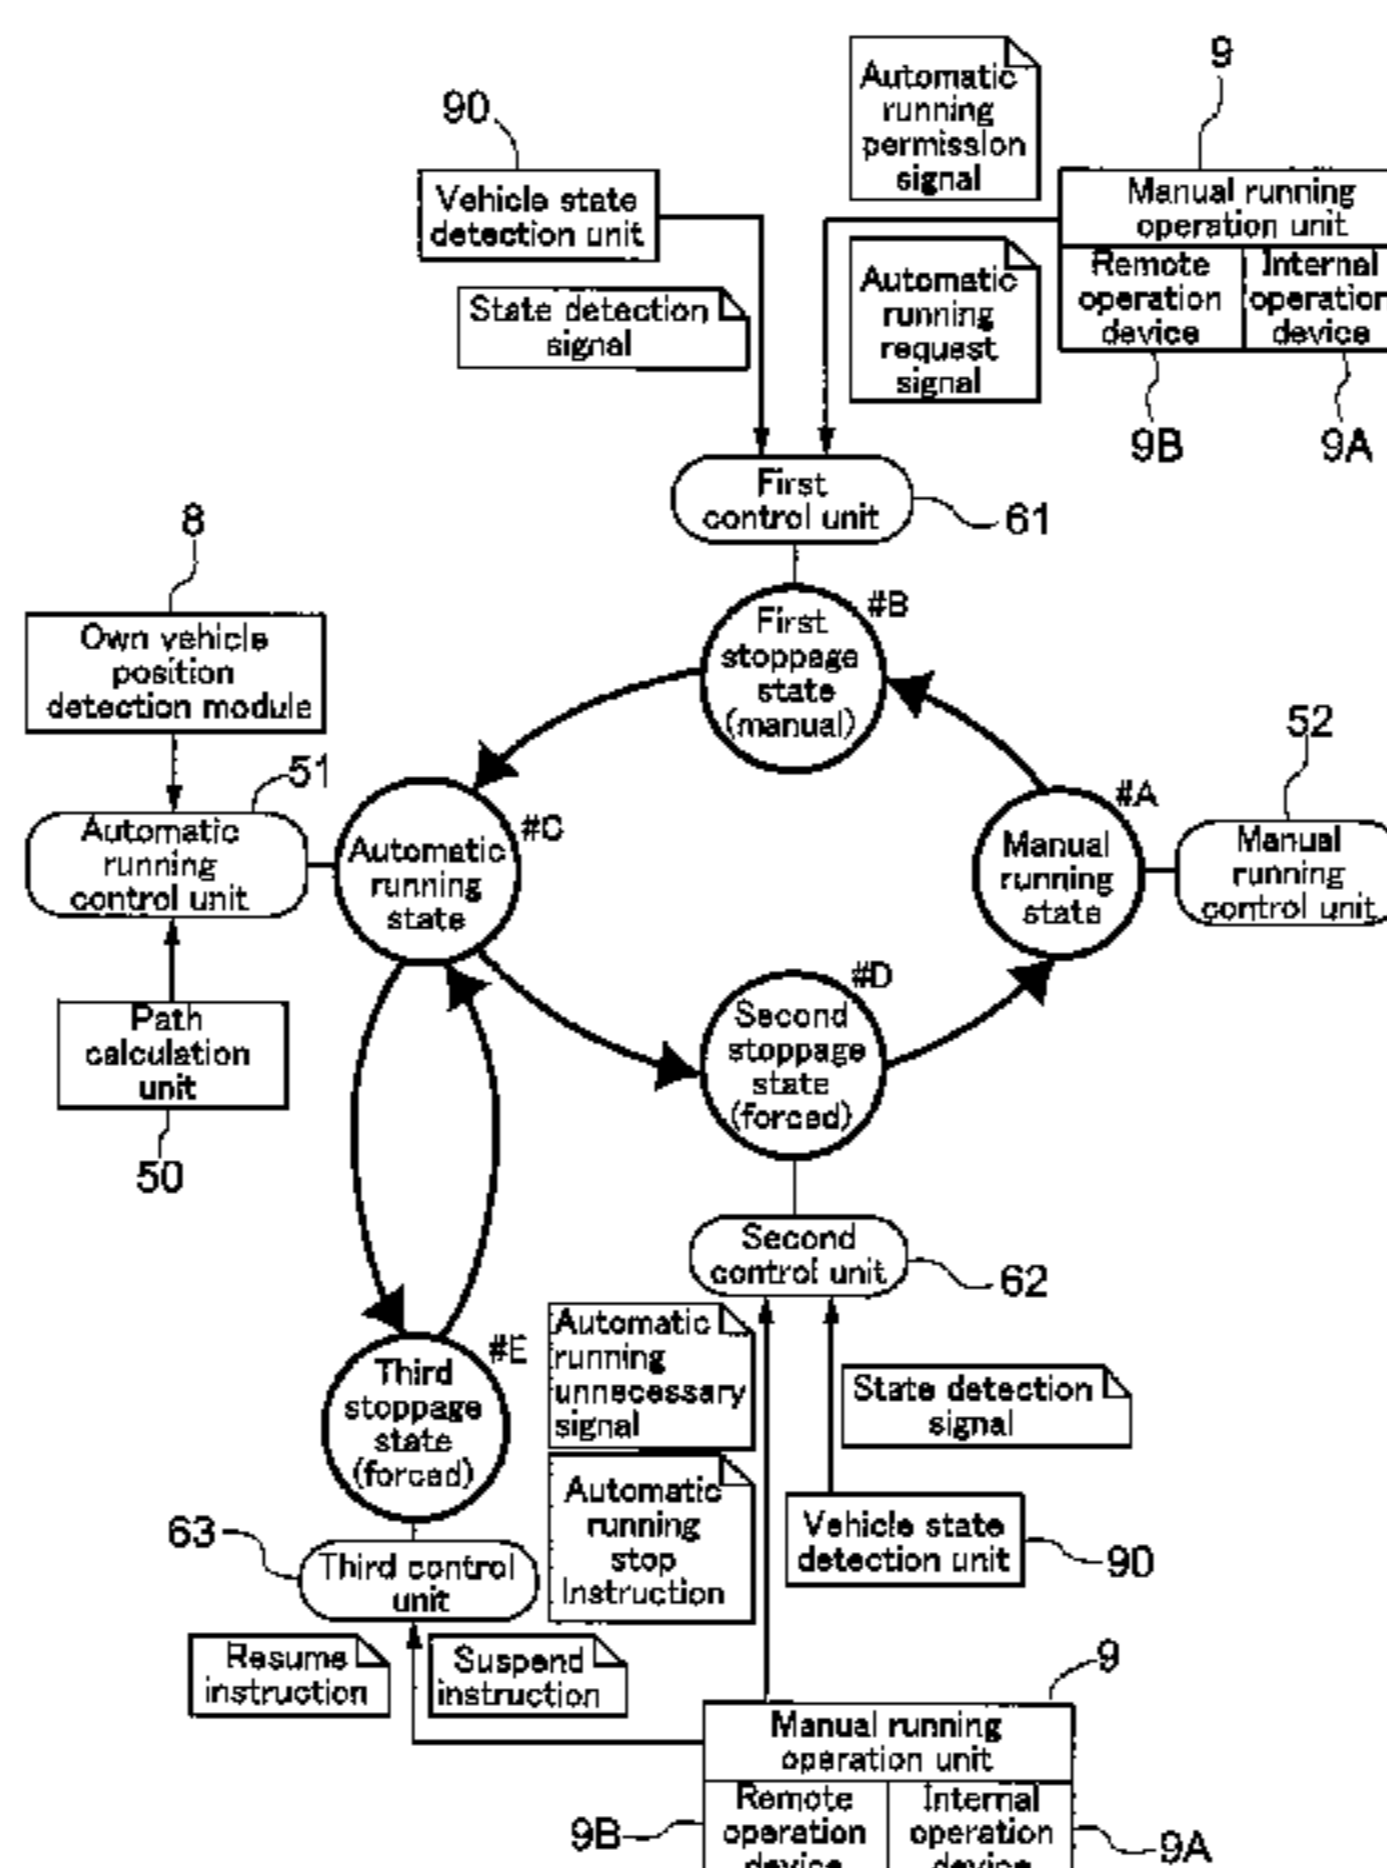 9
Automatic
running
permission
signal
90
Vehicle state
detection unit
Manual running
operation unit
Remote
operation
device
Internal
operation
device
State detection
signal
Automatic
running
request
signal
9B
9A
First
control unit
61
8
Own vehicle
position
detection module
#B
First
stoppage
state
(manual)
52
51
#A
#C
Automatic
running
control unit
Automatic
running
state
Manual
running
state
Manual
running
control unit
#D
Second
stoppage
state
(forced)
Path
calculation
unit
50
Second
control unit
62
#E
Third
stoppage
state
(forced)
Automatic
running
unnecessary
signal
State detection
signal
Automatic
running
stop
Instruction
Vehicle state
detection unit
90
63
Third control
unit
Resume
instruction
Suspend
instruction
9
Manual running
operation unit
Remote
operation
device
Internal
operation
device
9B
9A